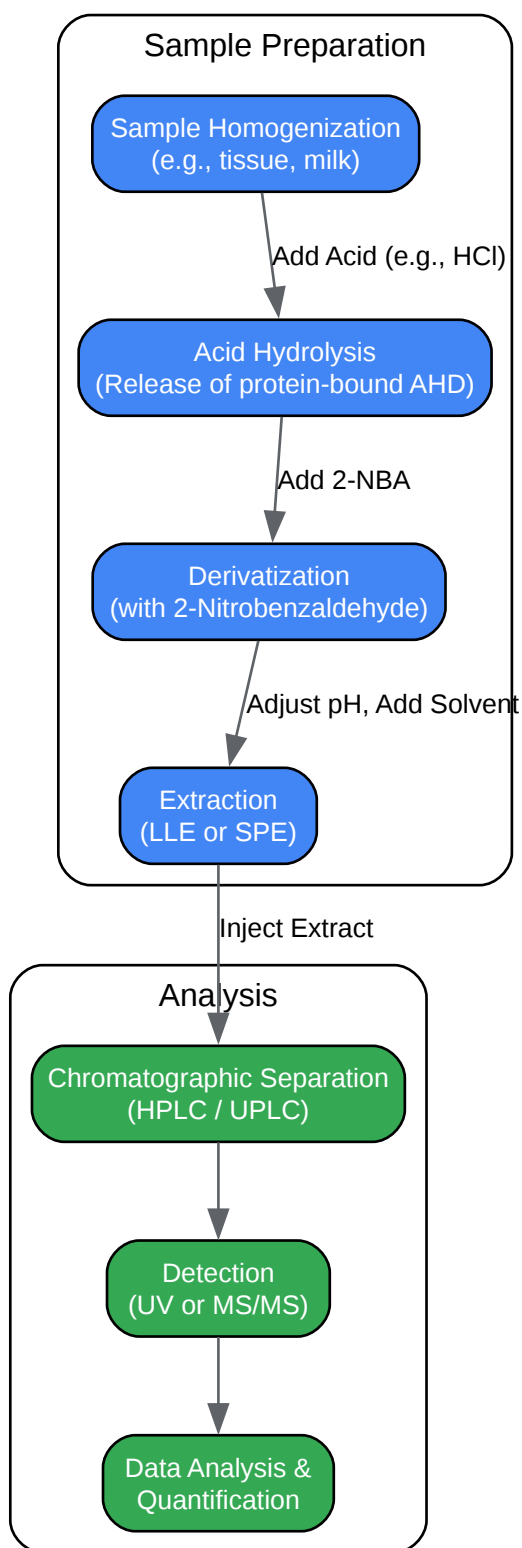 Sample Preparation
Sample Homogenization
(e.g., tissue, milk)
Add Acid (e.g., HCl)
Acid Hydrolysis
(Release of protein-bound AHD)
Add 2-NBA
Derivatization
(with 2-Nitrobenzaldehyde)
Adjust pH, Add Solvent
Extraction
(LLE or SPE)
Inject Extract
Analysis
Chromatographic Separation
(HPLC / UPLC)
Detection
(UV or MS/MS)
Data Analysis &
Quantification